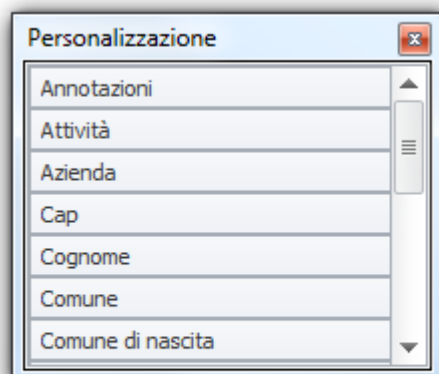 Personalizzazione
Annotazioni
Attività
Azienda
Cap
Cognome
Comune
Comune di nascita